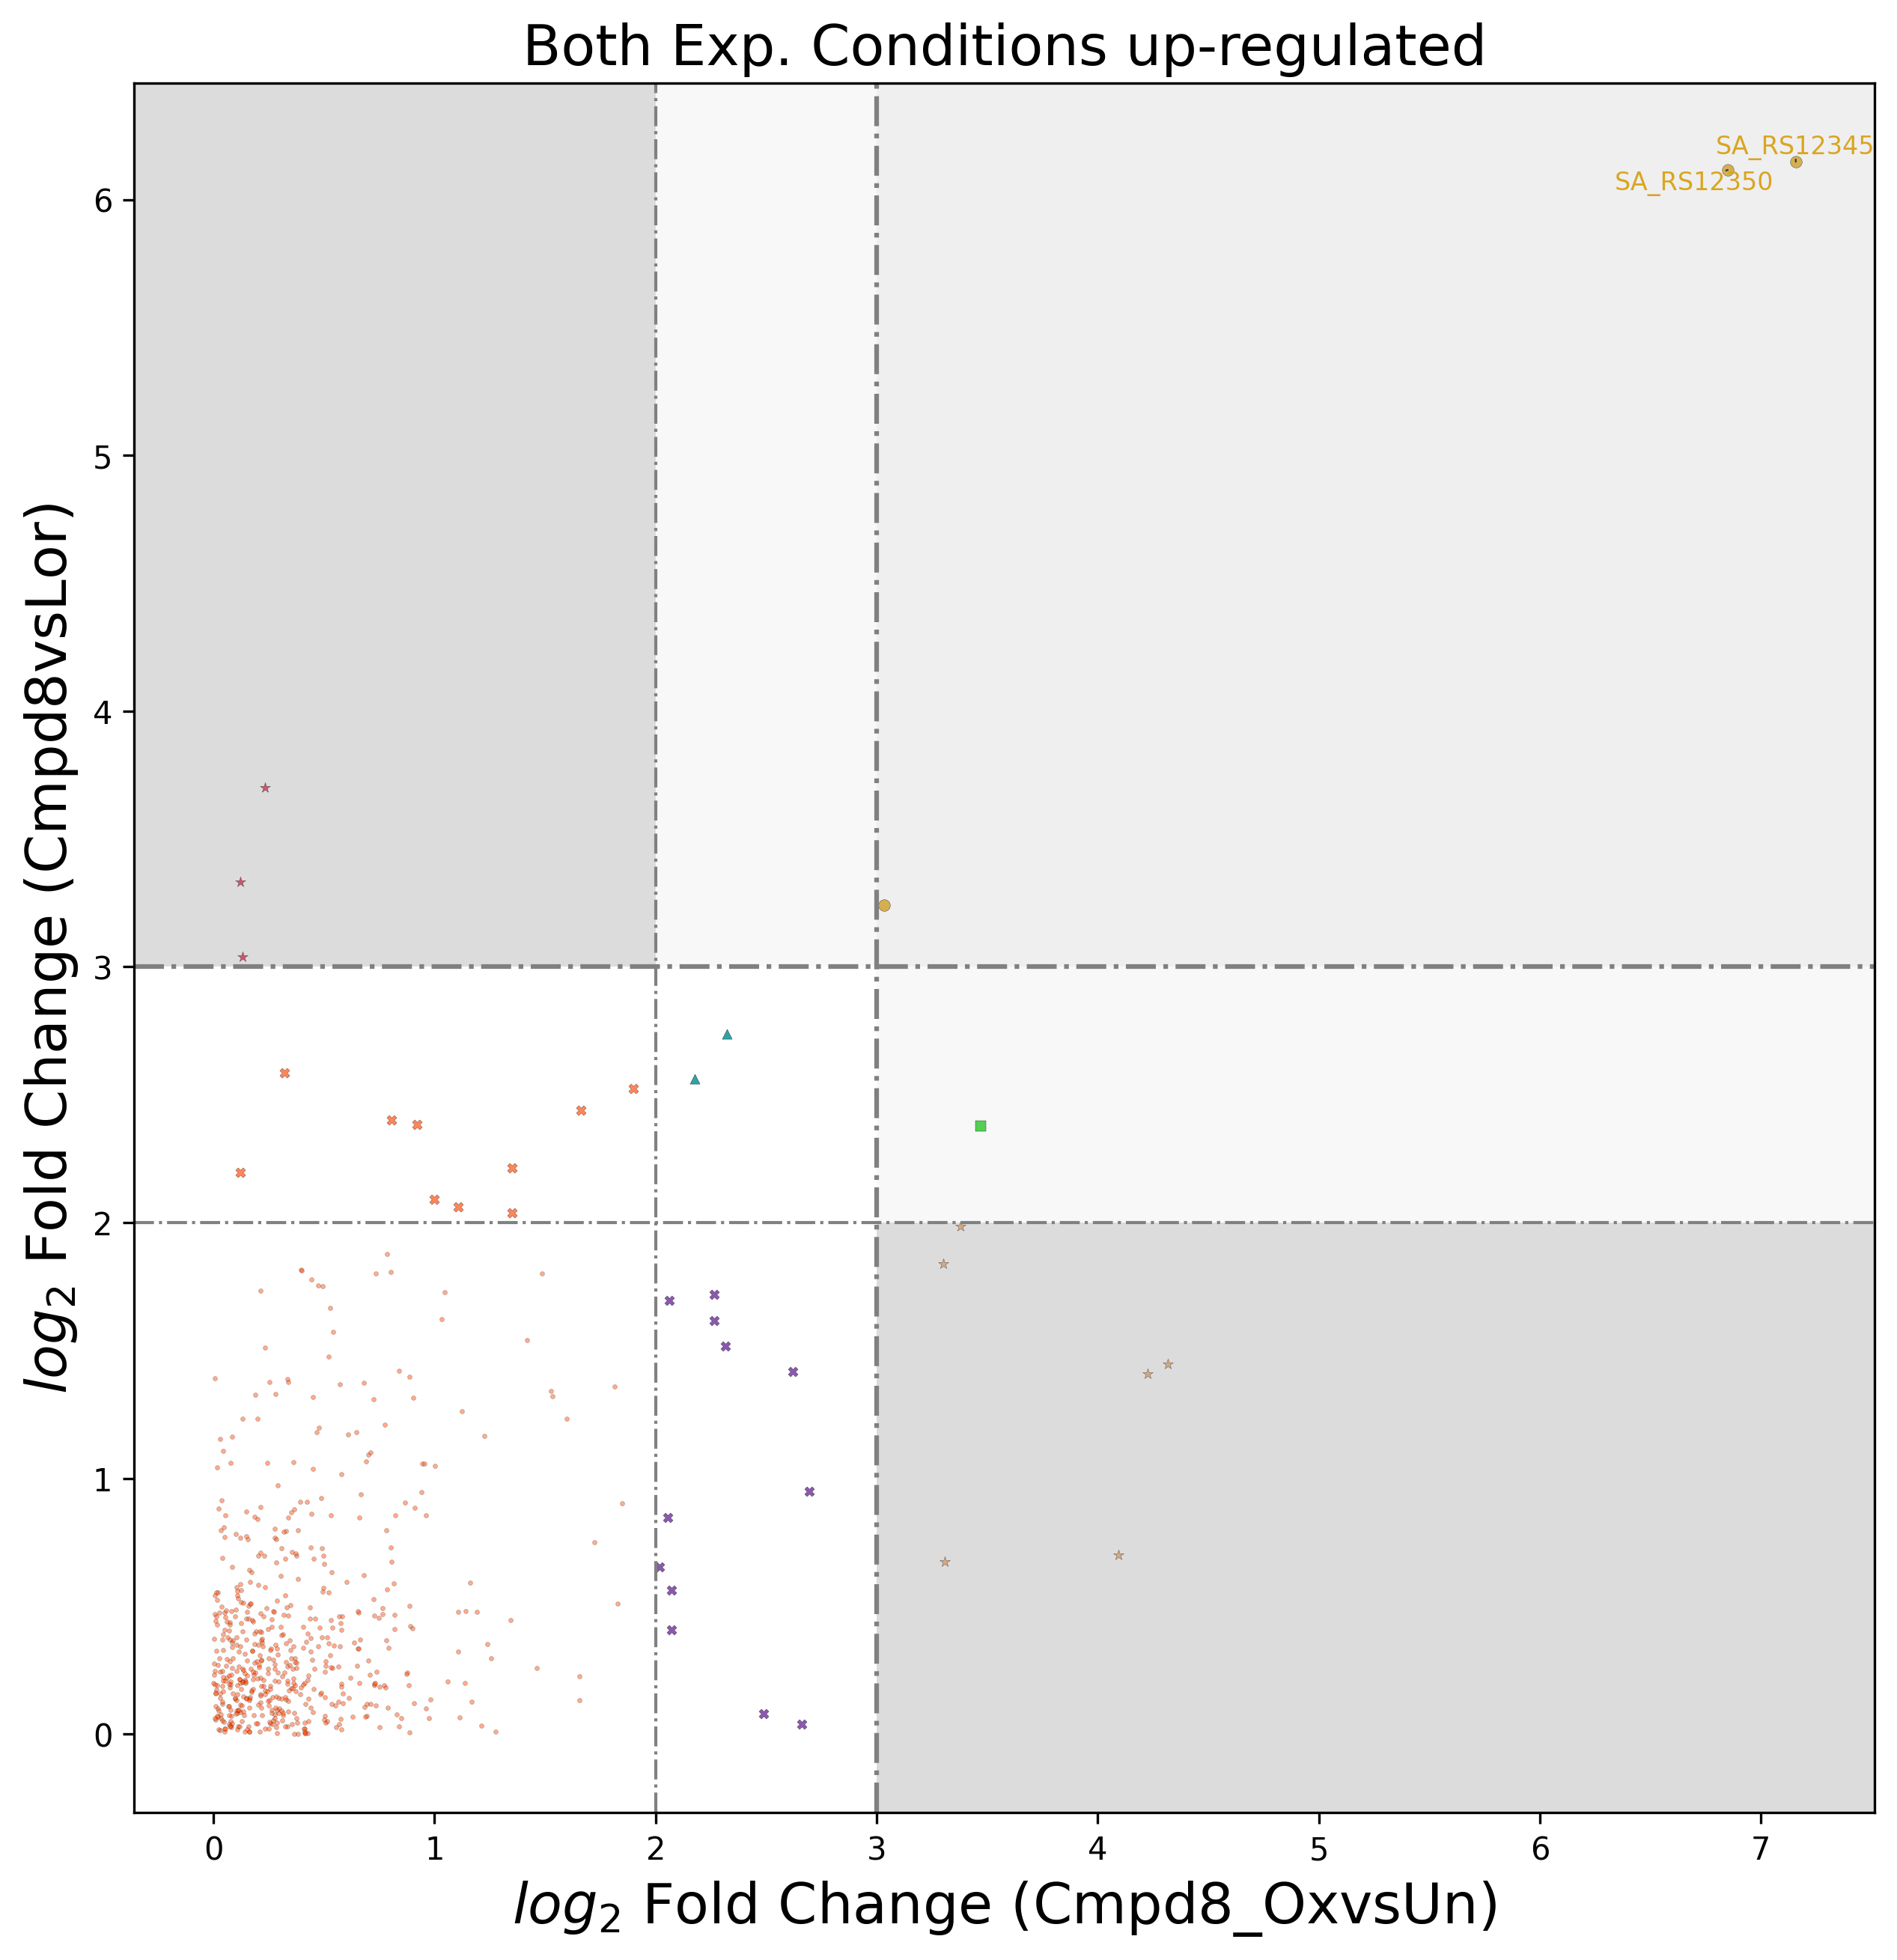 Both Exp. Conditions up-regulated
SA_RS12345
SA_RS12350
log2 Fold Change (Cmpd8vsLor)
6
5
4
3
2
1
0
0 1 2 3 4 5 6 7
log2 Fold Change (Cmpd8_OxvsUn)